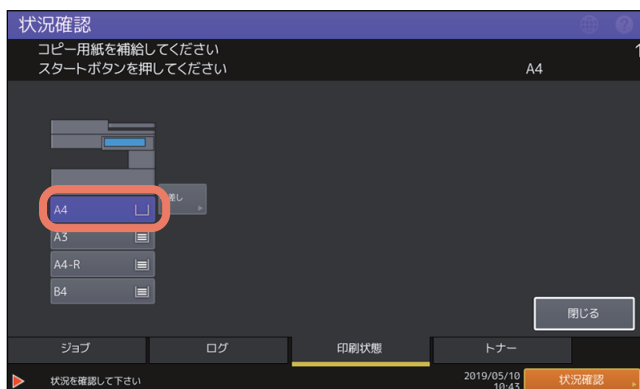 状況確認
コピー用紙を補給してください
スタートボタンを押してください
1
A4
A4
差し
A3
A4-R
B4
閉じる
ジョブ
ログ
印刷状態
トナー
状況を確認して下さい
2019/05/10
10:43
状況確認